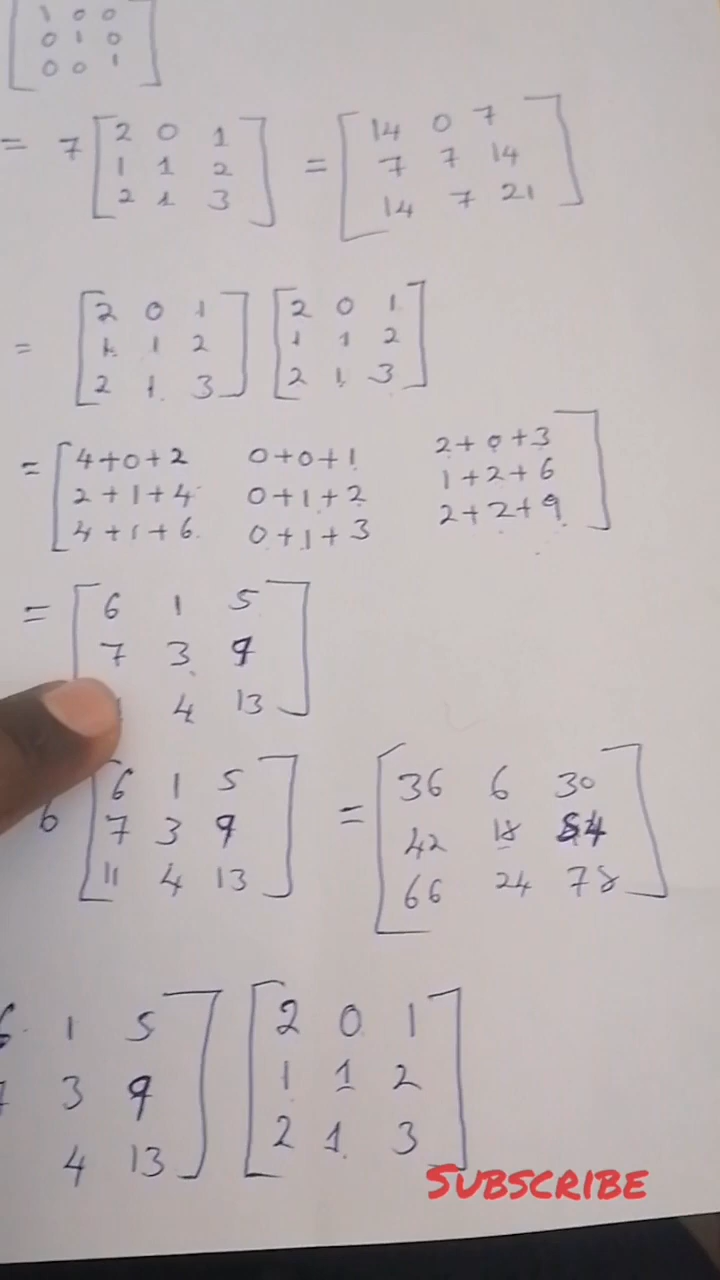 1 0 0
0 1 0
0 0 1
= 7 [2 0 1 = [14 0 7
1 1 2 7 7 14
2 1 3] 14 7 21]
= [2 0 1 [2 0 1
1 1 2 1 1 2
2 1 3] 2 1 3]
= [4+0+2 0+0+1 2+0+3
2+1+4 0+1+2 1+2+6
4+1+6 0+1+3 2+2+9]
= [6 1 5
7 3 9
4 13]
6 [6 1 5 = [36 6 30
7 3 9 42 18 54
11 4 13] 66 24 78]
6 1 5 [2 0 1
7 3 9 1 1 2
4 13] 2 1 3]
SUBSCRIBE